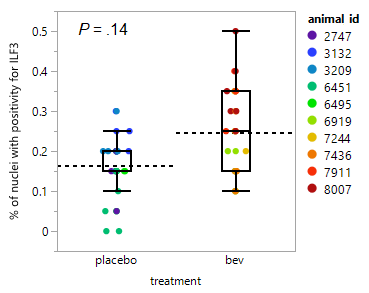 P = .14
% of nuclei with positivity for ILF3
0.5
0.4
0.3
0.2
0.1
0
placebo
bev
treatment
animal id
2747
3132
3209
6451
6495
6919
7244
7436
7911
8007